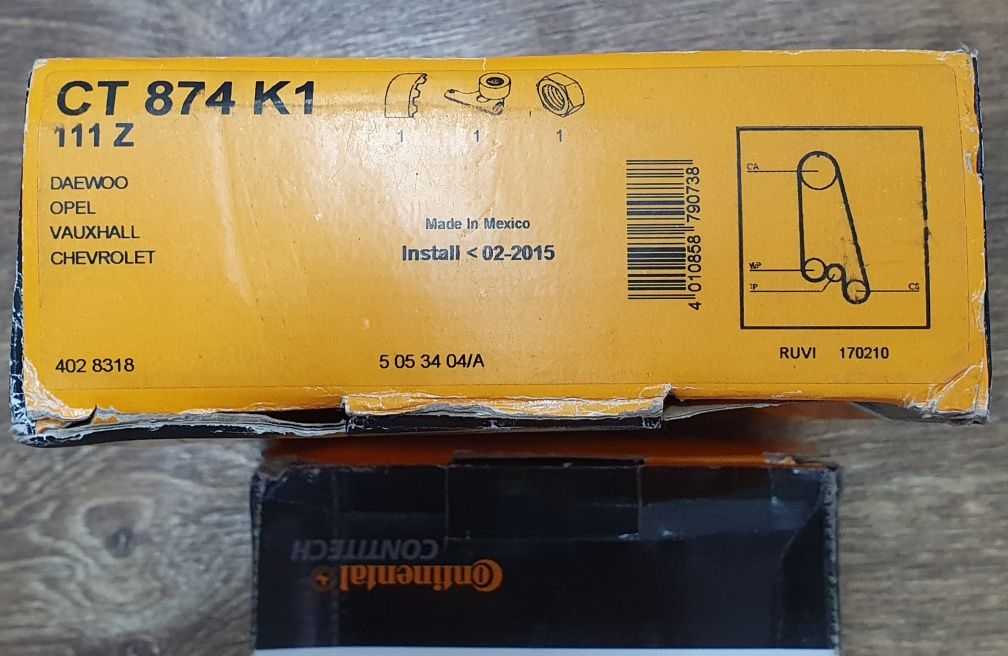 CT 874 K1
111 Z
1 1 1
DAEWOO
OPEL
VAUXHALL
CHEVROLET
Made In Mexico
Install < 02-2015
4 010858 790738
CA
WP
TP
CS
402 8318
5 05 34 04/A
RUVI 170210
CONTITECH
Continental